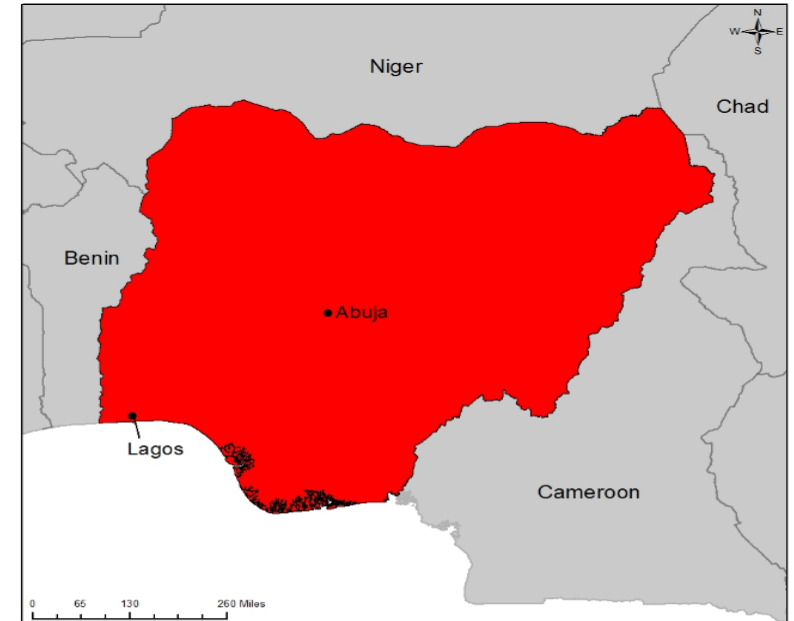 N
W E
S
Niger
Chad
Benin
Abuja
Lagos
Cameroon
0 65 130 260 Miles